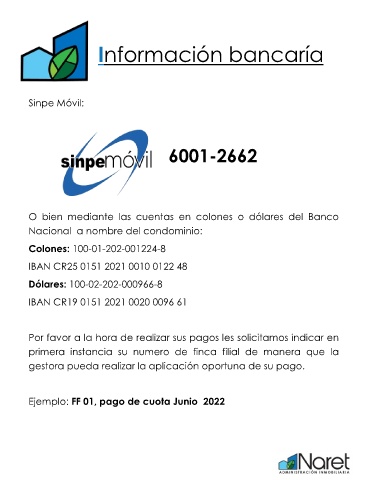 Información bancaría
Sinpe Móvil:
sinpemóvil 6001-2662
O bien mediante las cuentas en colones o dólares del Banco
Nacional a nombre del condominio:
Colones: 100-01-202-001224-8
IBAN CR25 0151 2021 0010 0122 48
Dólares: 100-02-202-000966-8
IBAN CR19 0151 2021 0020 0096 61
Por favor a la hora de realizar sus pagos les solicitamos indicar en
primera instancia su numero de finca filial de manera que la
gestora pueda realizar la aplicación oportuna de su pago.
Ejemplo: FF 01, pago de cuota Junio 2022
Naret
ADMINISTRACIÓN INMOBILIARIA